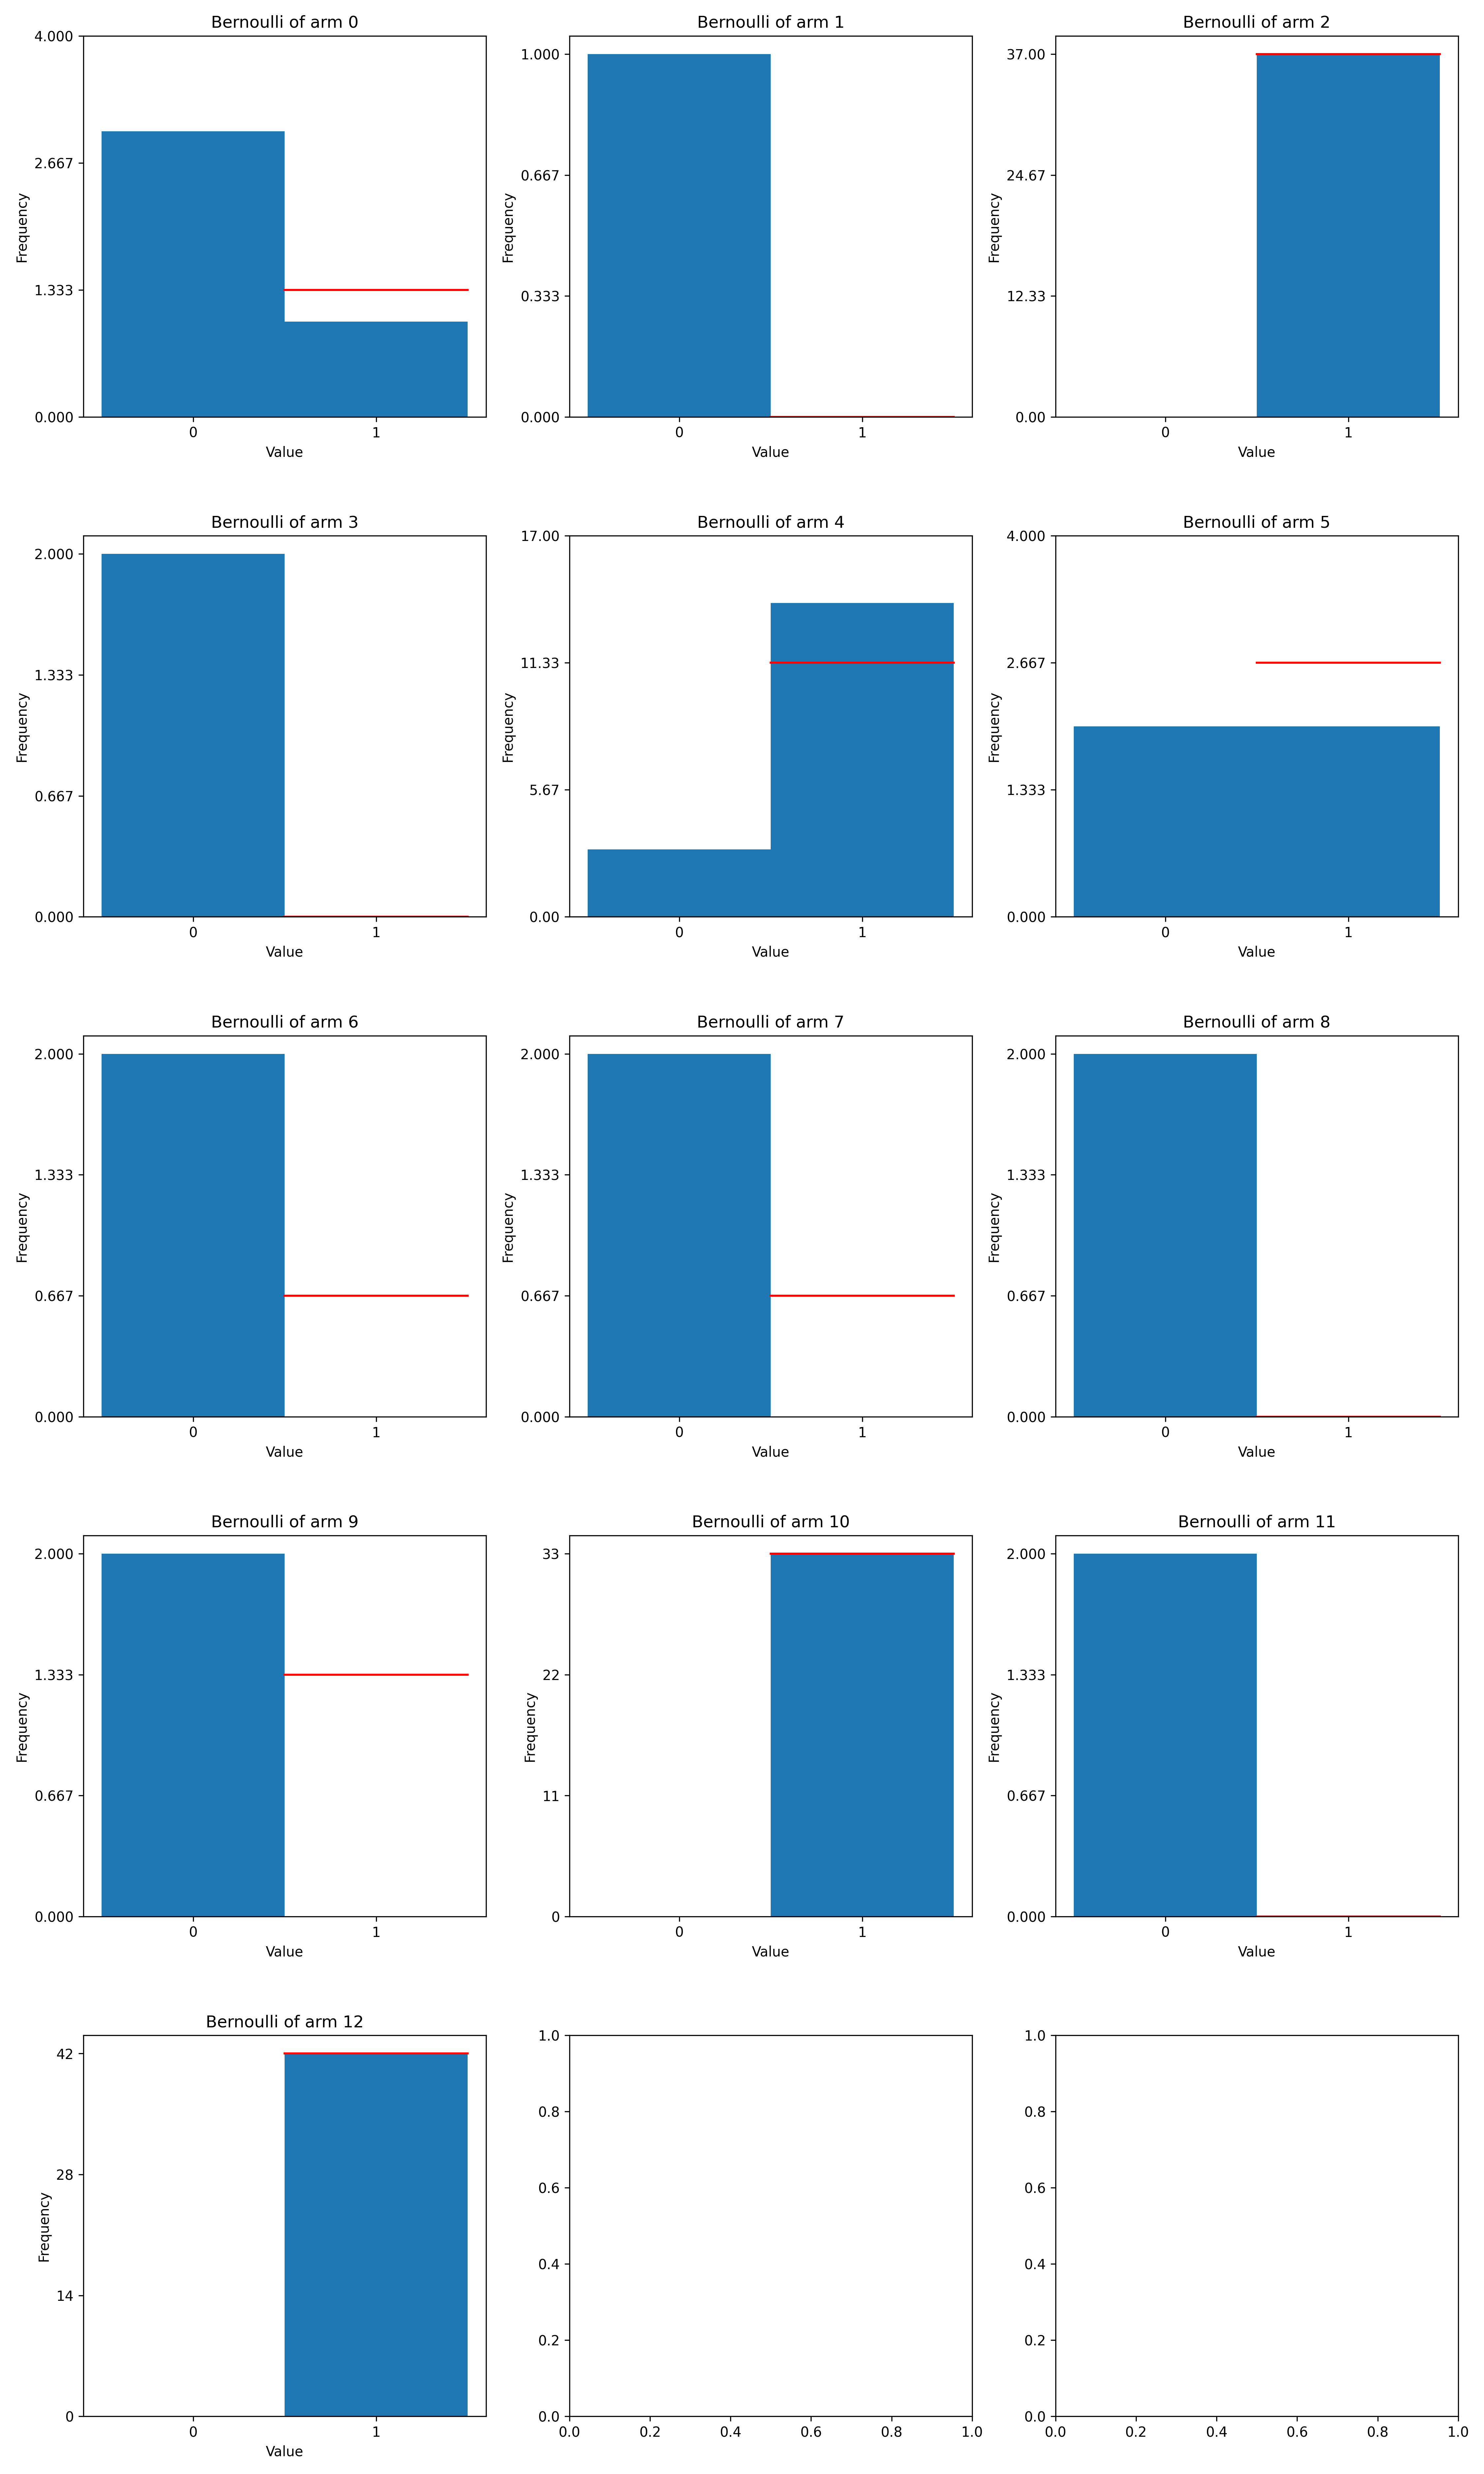 Bernoulli of arm 0
4.000
2.667
1.333
0.000
Frequency
0 1
Value
Bernoulli of arm 1
1.000
0.667
0.333
0.000
Frequency
0 1
Value
Bernoulli of arm 2
37.00
24.67
12.33
0.00
Frequency
0 1
Value
Bernoulli of arm 3
2.000
1.333
0.667
0.000
Frequency
0 1
Value
Bernoulli of arm 4
17.00
11.33
5.67
0.00
Frequency
0 1
Value
Bernoulli of arm 5
4.000
2.667
1.333
0.000
Frequency
0 1
Value
Bernoulli of arm 6
2.000
1.333
0.667
0.000
Frequency
0 1
Value
Bernoulli of arm 7
2.000
1.333
0.667
0.000
Frequency
0 1
Value
Bernoulli of arm 8
2.000
1.333
0.667
0.000
Frequency
0 1
Value
Bernoulli of arm 9
2.000
1.333
0.667
0.000
Frequency
0 1
Value
Bernoulli of arm 10
33
22
11
0
Frequency
0 1
Value
Bernoulli of arm 11
2.000
1.333
0.667
0.000
Frequency
0 1
Value
Bernoulli of arm 12
42
28
14
0
Frequency
0 1
Value
1.0
0.8
0.6
0.4
0.2
0.0
0.0 0.2 0.4 0.6 0.8 1.0
1.0
0.8
0.6
0.4
0.2
0.0
0.0 0.2 0.4 0.6 0.8 1.0